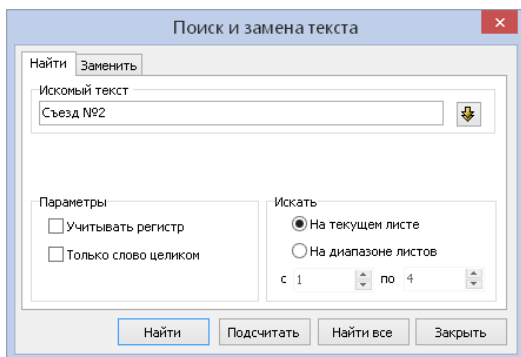 Поиск и замена текста
Найти Заменить
Искомый текст
Съезд №2
Параметры
Учитывать регистр
Только слово целиком
Искать
На текущем листе
На диапазоне листов
с 1 по 4
Найти Подсчитать Найти все Закрыть